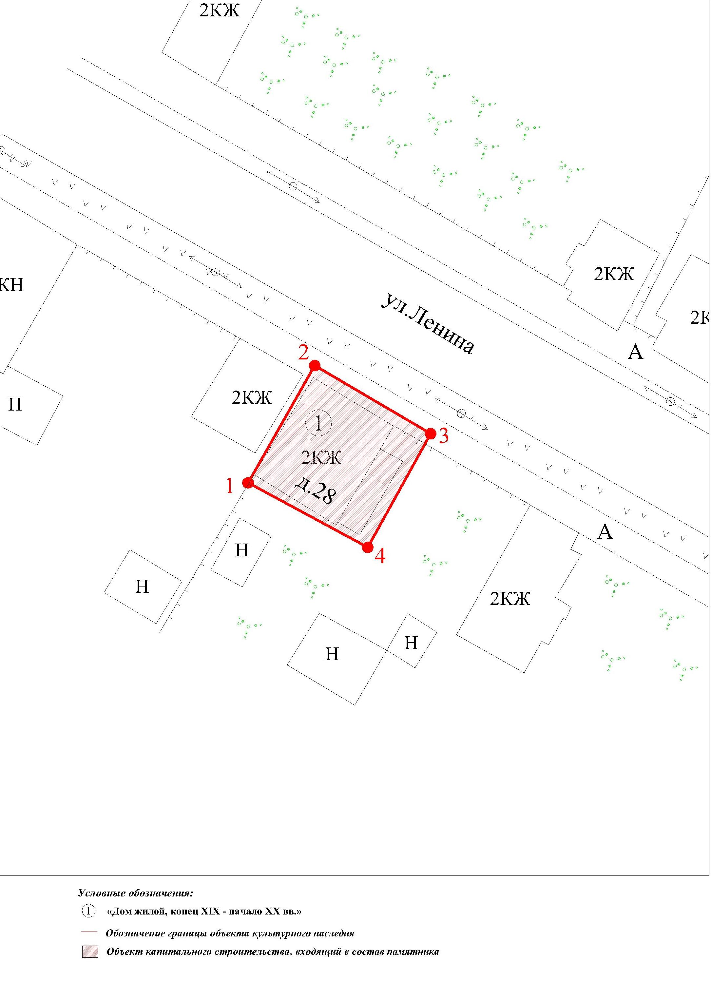 2КЖ
2КЖ
КН
ул.Ленина
2К
А
2
2КЖ
Н
1
3
2КЖ
1
д.28
А
4
Н
Н
2КЖ
Н
Н
Условные обозначения:
1 «Дом жилой, конец XIX - начало XX вв.»
Обозначение границы объекта культурного наследия
Объект капитального строительства, входящий в состав памятника